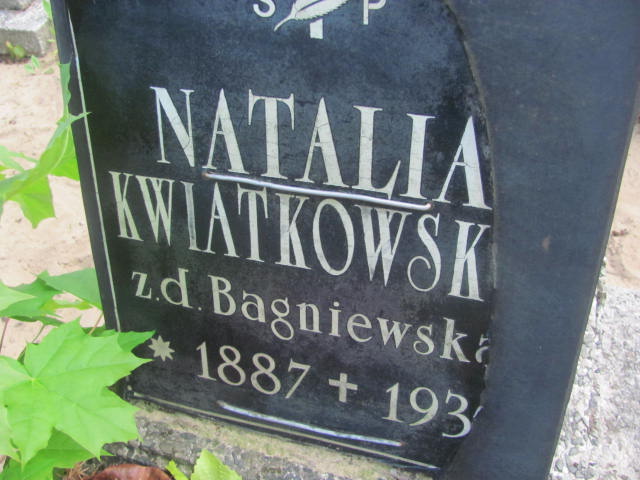 S P
NATALIA
KWIATKOWSK
z.d. Bagniewska
* 1887 + 193